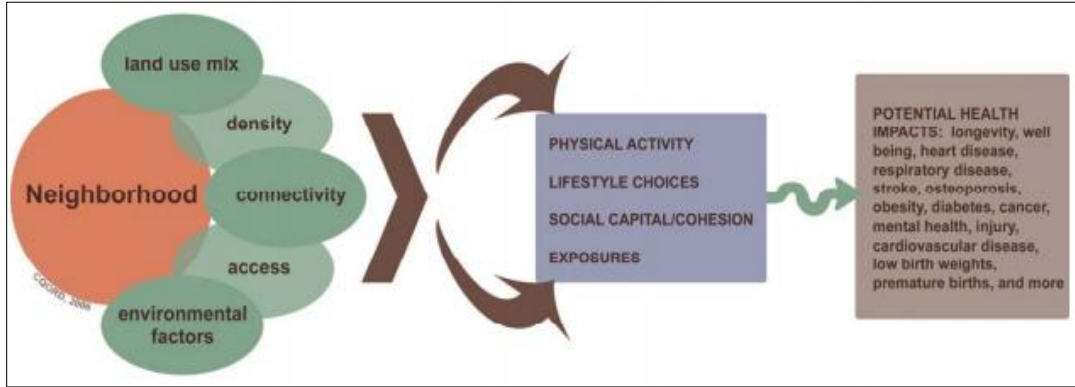 land use mix
density
Neighborhood
connectivity
access
environmental
factors
CQGRD, 2006
PHYSICAL ACTIVITY
LIFESTYLE CHOICES
SOCIAL CAPITAL/COHESION
EXPOSURES
POTENTIAL HEALTH
IMPACTS: longevity, well
being, heart disease,
respiratory disease,
stroke, osteoporosis,
obesity, diabetes, cancer,
mental health, injury,
cardiovascular disease,
low birth weights,
premature births, and more